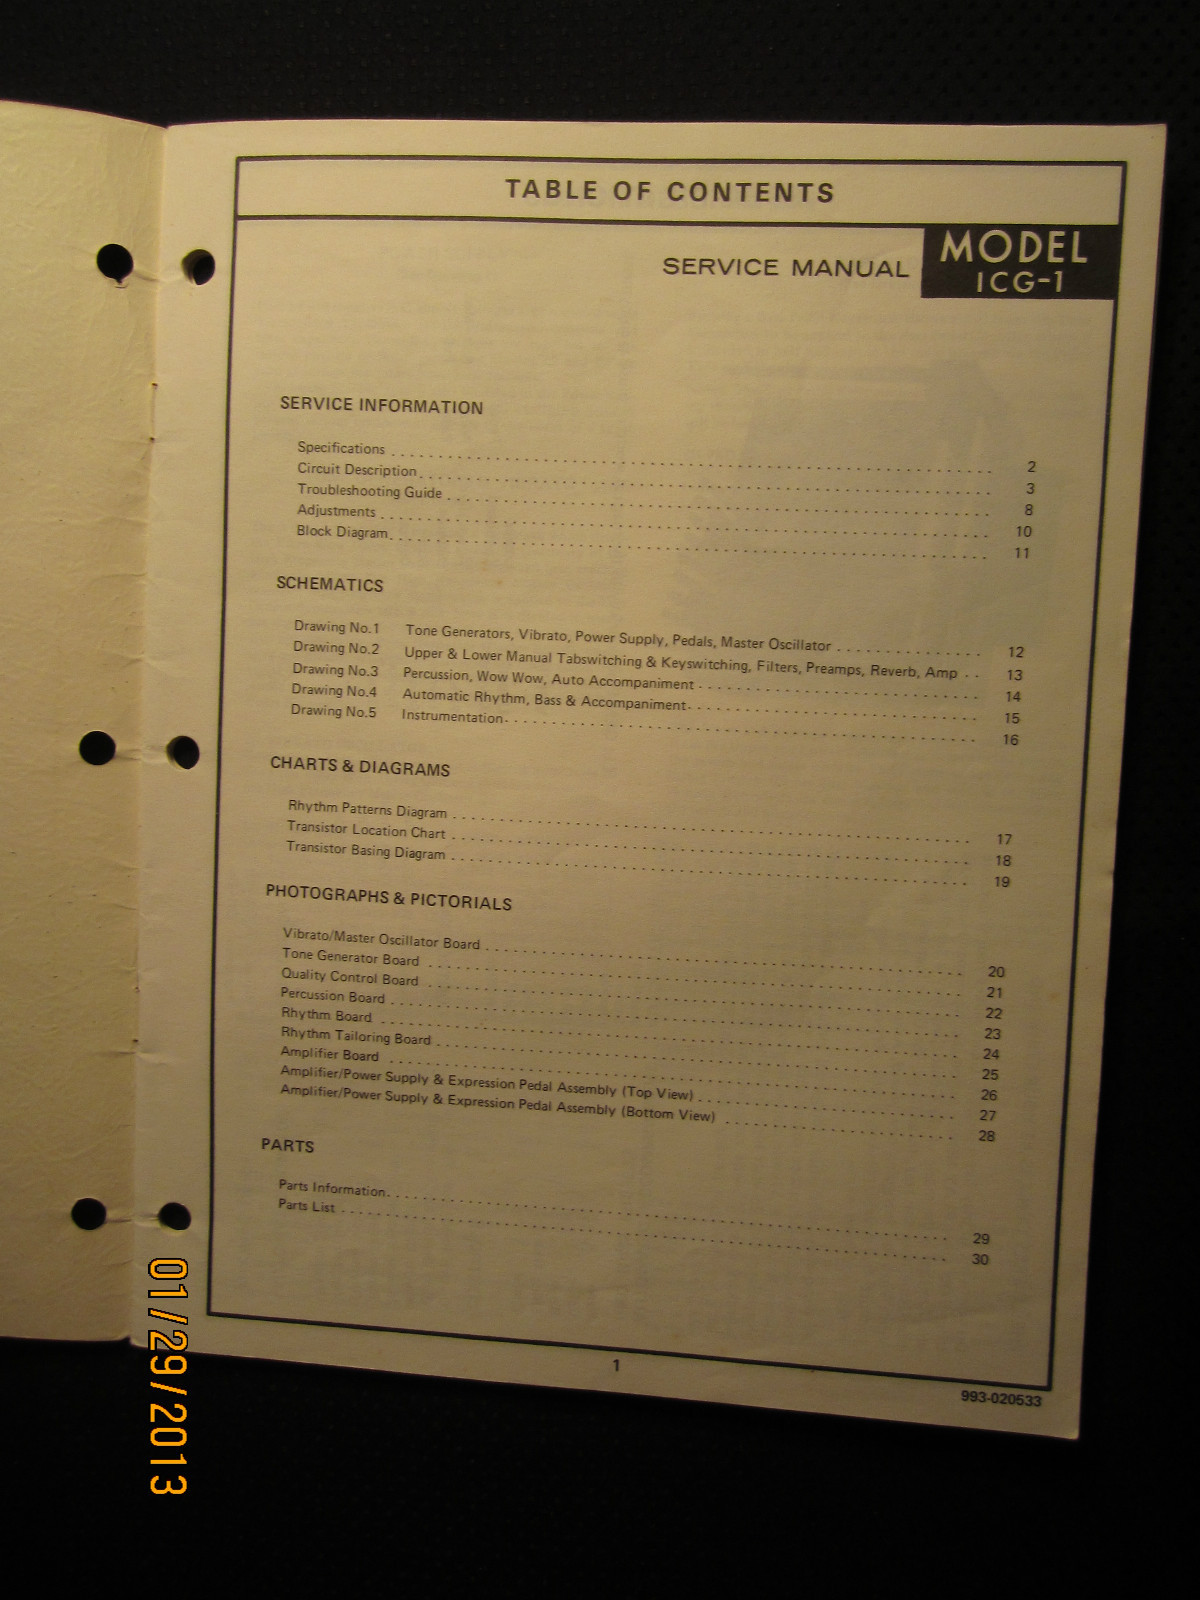 TABLE OF CONTENTS
SERVICE MANUAL MODEL
ICG-1
SERVICE INFORMATION
Specifications 2
Circuit Description 3
Troubleshooting Guide 8
Adjustments 10
Block Diagram 11
SCHEMATICS
Drawing No.1 Tone Generators, Vibrato, Power Supply, Pedals, Master Oscillator 12
Drawing No.2 Upper & Lower Manual Tabswitching & Keyswitching, Filters, Preamps, Reverb, Amp 13
Drawing No.3 Percussion, Wow Wow, Auto Accompaniment 14
Drawing No.4 Automatic Rhythm, Bass & Accompaniment 15
Drawing No.5 Instrumentation 16
CHARTS & DIAGRAMS
Rhythm Patterns Diagram 17
Transistor Location Chart 18
Transistor Basing Diagram 19
PHOTOGRAPHS & PICTORIALS
Vibrato/Master Oscillator Board 20
Tone Generator Board 21
Quality Control Board 22
Percussion Board 23
Rhythm Board 24
Rhythm Tailoring Board 25
Amplifier Board 26
Amplifier/Power Supply & Expression Pedal Assembly (Top View) 27
Amplifier/Power Supply & Expression Pedal Assembly (Bottom View) 28
PARTS
Parts Information 29
Parts List 30
1
993-020533
01/29/2013